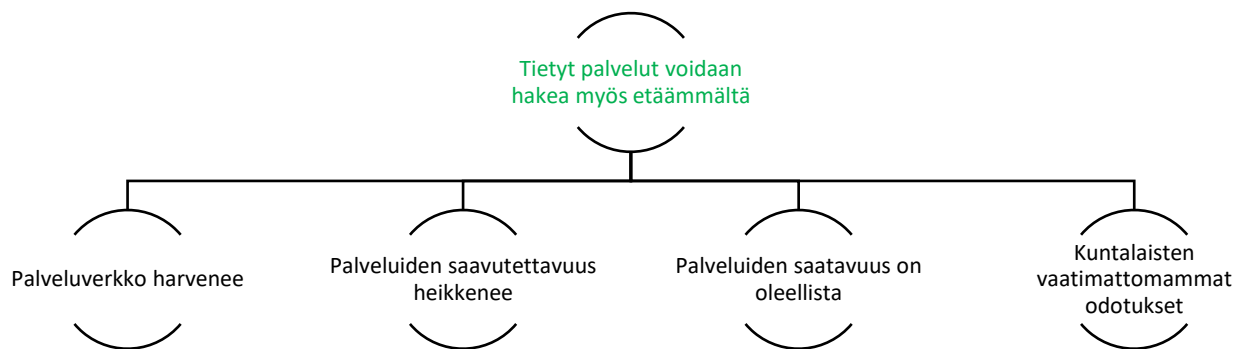 Tietyt palvelut voidaan
hakea myös etäämmältä
Palveluverkko harvenee
Palveluiden saavutettavuus
heikkenee
Palveluiden saatavuus on
oleellista
Kuntalaisten
vaatimattomammat
odotukset